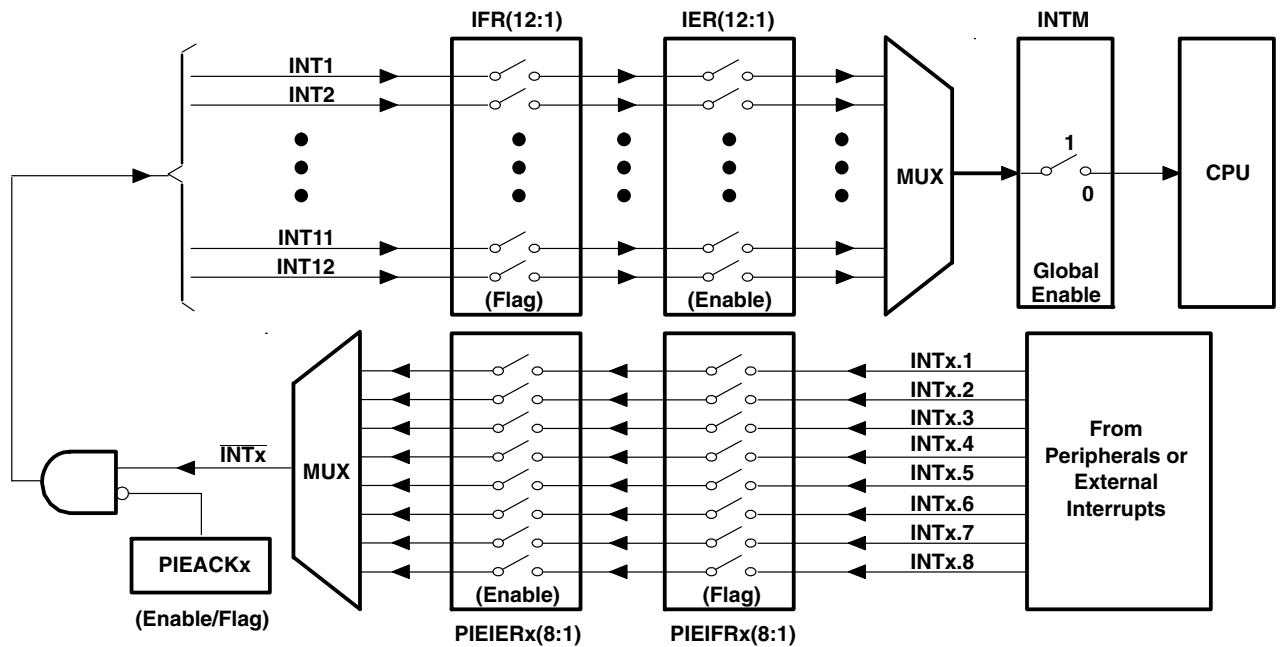 IFR(12:1)
IER(12:1)
INTM
INT1
INT2
INT11
INT12
(Flag)
(Enable)
MUX
1
0
Global
Enable
CPU
INTx.1
INTx.2
INTx.3
INTx.4
INTx.5
INTx.6
INTx.7
INTx.8
From
Peripherals or
External
Interrupts
INTx
MUX
PIEACKx
(Enable/Flag)
(Enable)
(Flag)
PIEIERx(8:1)
PIEIFRx(8:1)